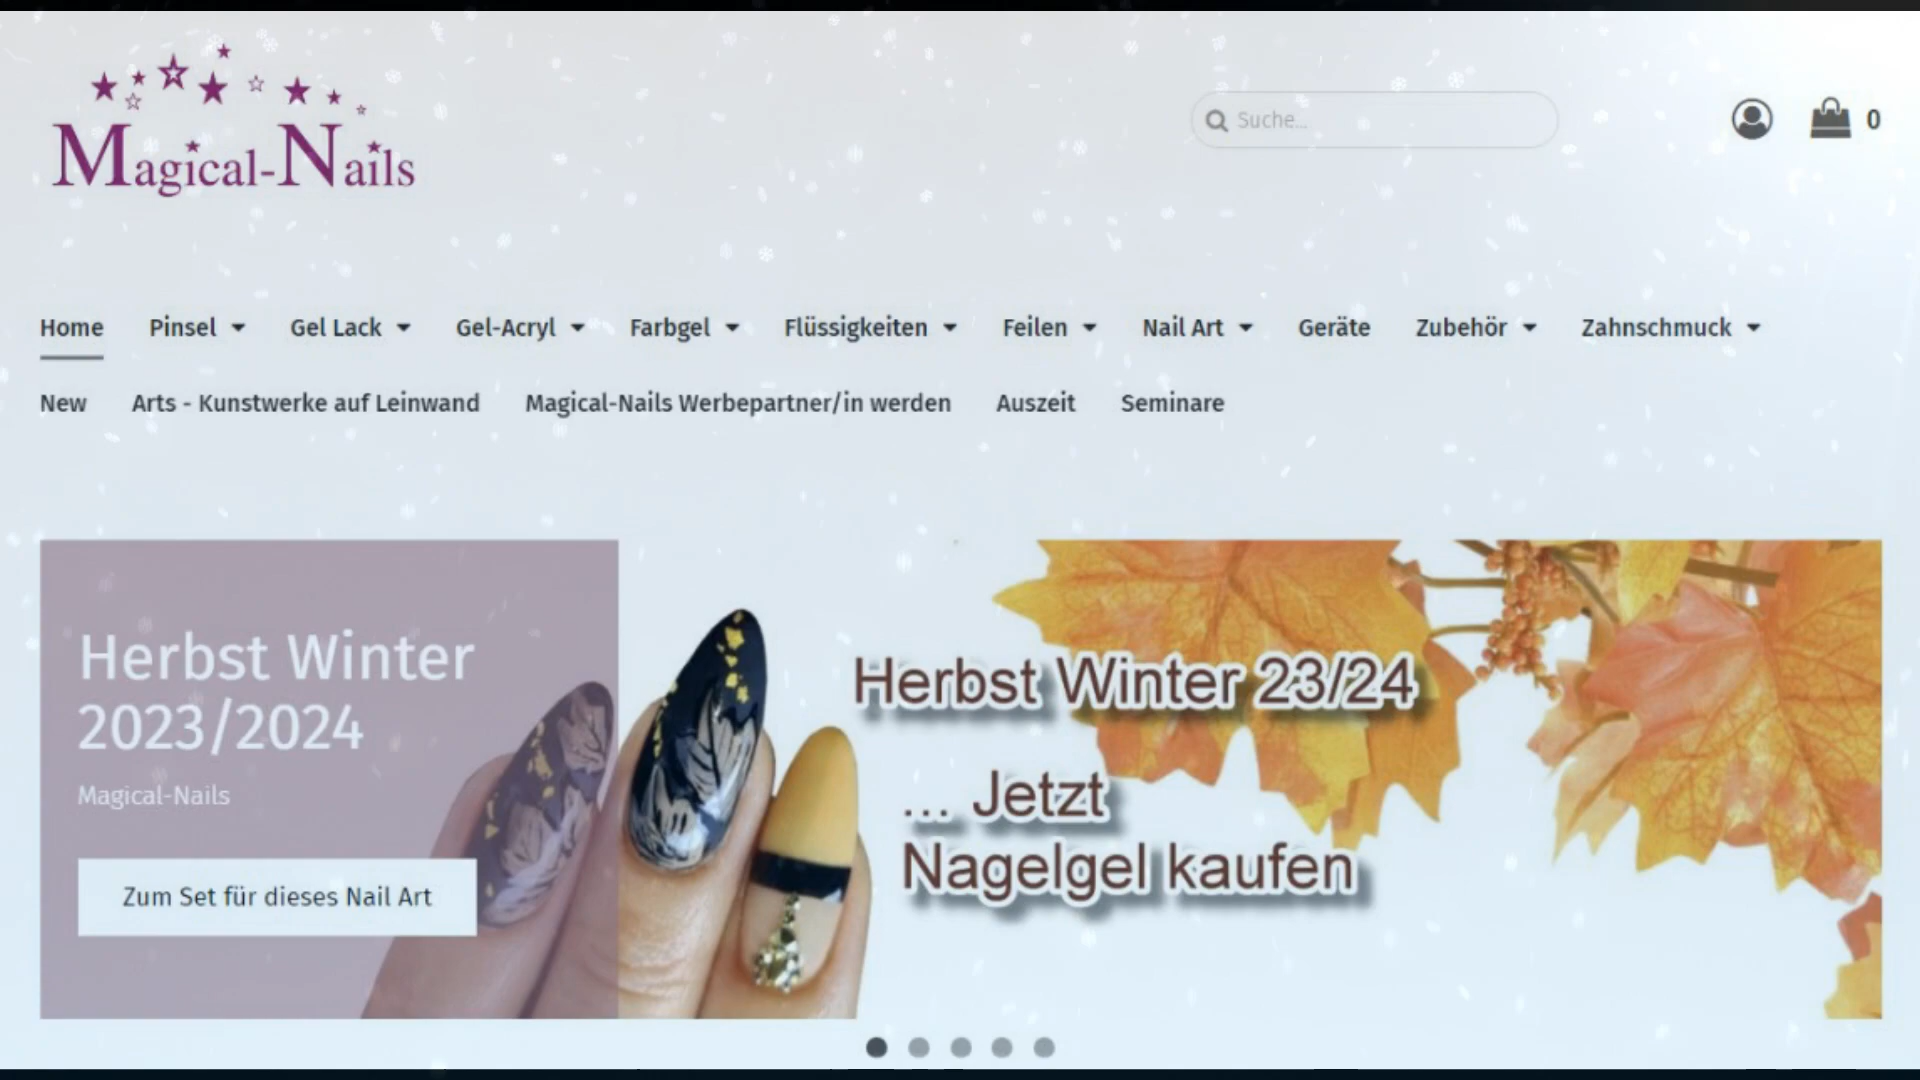 Magical-Nails
Suche...
0
Home Pinsel Gel Lack Gel-Acryl Farbgel Flüssigkeiten Feilen Nail Art Geräte Zubehör Zahnschmuck
New Arts - Kunstwerke auf Leinwand Magical-Nails Werbepartner/in werden Auszeit Seminare
Herbst Winter
2023/2024
Magical-Nails
Zum Set für dieses Nail Art
Herbst Winter 23/24
... Jetzt
Nagelgel kaufen